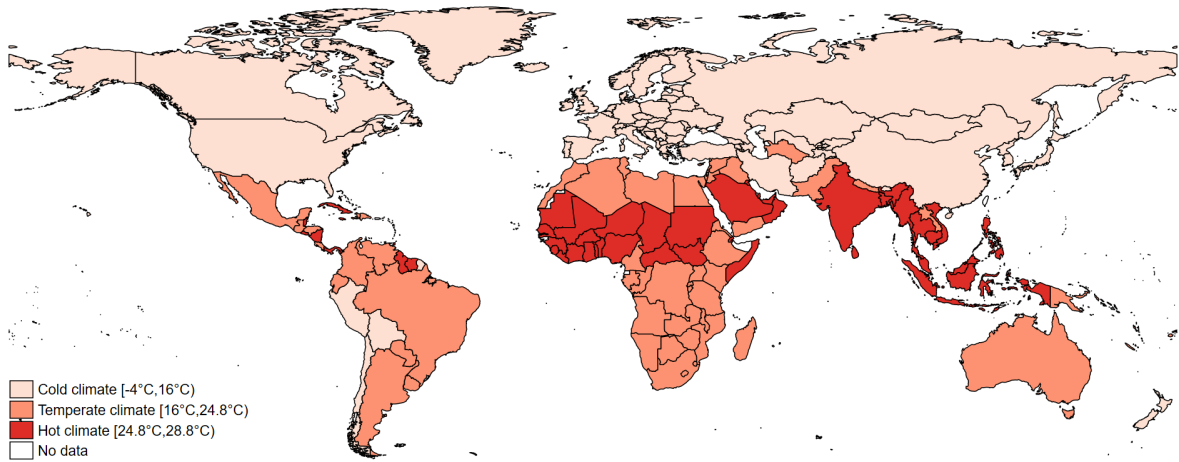 Cold climate [-4°C,16°C)
Temperate climate [16°C,24.8°C)
Hot climate [24.8°C,28.8°C)
No data